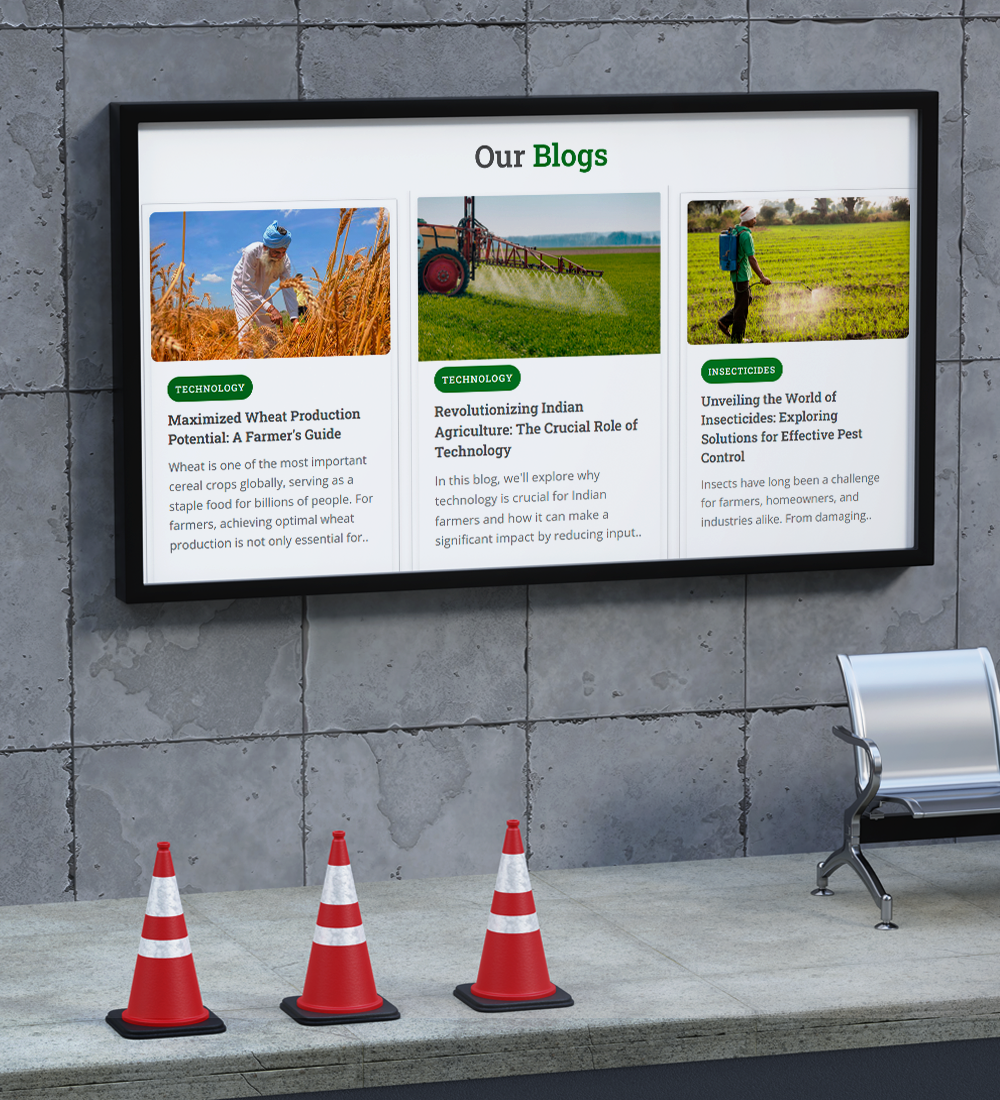 Our Blogs
TECHNOLOGY
Maximized Wheat Production
Potential: A Farmer's Guide
Wheat is one of the most important
cereal crops globally, serving as a
staple food for billions of people. For
farmers, achieving optimal wheat
production is not only essential for..
TECHNOLOGY
Revolutionizing Indian
Agriculture: The Crucial Role of
Technology
In this blog, we'll explore why
technology is crucial for Indian
farmers and how it can make a
significant impact by reducing input..
INSECTICIDES
Unveiling the World of
Insecticides: Exploring
Solutions for Effective Pest
Control
Insects have long been a challenge
for farmers, homeowners, and
industries alike. From damaging..